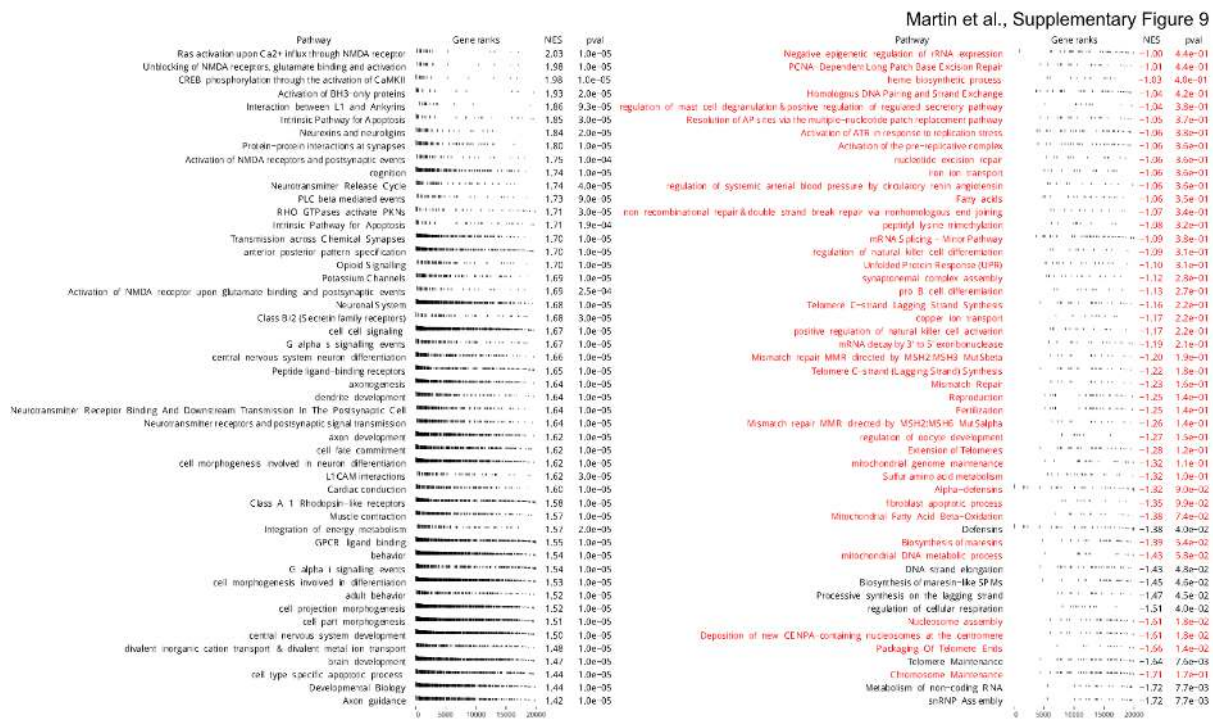 Martin et al., Supplementary Figure 9
Pathway Gene ranks NES pval
Ras activation upon Ca2+ influx through NMDA receptor 2.03 1.0e−05
Unblocking of NMDA receptors, glutamate binding and activation 1.98 1.0e−05
CREB phosphorylation through the activation of CaMKII 1.98 1.0e−05
Activation of BH3 only proteins 1.93 2.0e−05
Interaction between L1 and Ankyrins 1.86 9.3e−05
Intrinsic Pathway for Apoptosis 1.85 3.0e−05
Neurexins and neuroligins 1.84 2.0e−05
Protein−protein interactions at synapses 1.80 1.0e−05
Activation of NMDA receptors and postsynaptic events 1.75 1.0e−04
cognition 1.74 1.0e−05
Neurotransmitter Release Cycle 1.74 4.0e−05
PLC beta mediated events 1.73 9.0e−05
RHO GTPases activate PKNs 1.71 3.0e−05
Intrinsic Pathway for Apoptosis 1.71 1.9e−04
Transmission across Chemical Synapses 1.70 1.0e−05
anterior posterior pattern specification 1.70 1.0e−05
Opioid Signalling 1.70 1.0e−05
Potassium Channels 1.69 1.0e−05
Activation of NMDA receptor upon glutamate binding and postsynaptic events 1.69 2.5e−04
Neuronal System 1.68 1.0e−05
Class B/2 (Secretin family receptors) 1.68 3.0e−05
cell cell signaling 1.67 1.0e−05
G alpha s signalling events 1.67 1.0e−05
central nervous system neuron differentiation 1.66 1.0e−05
Peptide ligand−binding receptors 1.65 1.0e−05
axonogenesis 1.64 1.0e−05
dendrite development 1.64 1.0e−05
Neurotransmitter Receptor Binding And Downstream Transmission In The Postsynaptic Cell 1.64 1.0e−05
Neurotransmitter receptors and postsynaptic signal transmission 1.64 1.0e−05
axon development 1.62 1.0e−05
cell fate commitment 1.62 1.0e−05
cell morphogenesis involved in neuron differentiation 1.62 1.0e−05
L1CAM interactions 1.62 3.0e−05
Cardiac conduction 1.60 1.0e−05
Class A 1 Rhodopsin−like receptors 1.58 1.0e−05
Muscle contraction 1.57 1.0e−05
Integration of energy metabolism 1.57 2.0e−05
GPCR ligand binding 1.55 1.0e−05
behavior 1.54 1.0e−05
G alpha i signalling events 1.54 1.0e−05
cell morphogenesis involved in differentiation 1.53 1.0e−05
adult behavior 1.52 1.0e−05
cell projection morphogenesis 1.52 1.0e−05
cell part morphogenesis 1.51 1.0e−05
central nervous system development 1.50 1.0e−05
divalent inorganic cation transport & divalent metal ion transport 1.48 1.0e−05
brain development 1.47 1.0e−05
cell type specific apoptotic process 1.44 1.0e−05
Developmental Biology 1.44 1.0e−05
Axon guidance 1.42 1.0e−05
0 5000 10000 15000 20000
Pathway Gene ranks NES pval
Negative epigenetic regulation of rRNA expression −1.00 4.4e−01
PCNA Dependent Long Patch Base Excision Repair −1.01 4.4e−01
heme biosynthetic process −1.03 4.0e−01
Homologous DNA Pairing and Strand Exchange −1.04 4.2e−01
regulation of mast cell degranulation & positive regulation of regulated secretory pathway −1.04 3.8e−01
Resolution of AP sites via the multiple−nucleotide patch replacement pathway −1.05 3.7e−01
Activation of ATR in response to replication stress −1.06 3.8e−01
Activation of the pre−replicative complex −1.06 3.6e−01
nucleotide excision repair −1.06 3.6e−01
iron ion transport −1.06 3.6e−01
regulation of systemic arterial blood pressure by circulatory renin angiotensin −1.06 3.6e−01
Fatty acids −1.06 3.5e−01
non recombinational repair & double strand break repair via nonhomologous end joining −1.07 3.4e−01
peptidyl lysine trimethylation −1.08 3.2e−01
mRNA Splicing − Minor Pathway −1.09 3.8e−01
regulation of natural killer cell differentiation −1.09 3.1e−01
Unfolded Protein Response (UPR) −1.10 3.1e−01
synaptonemal complex assembly −1.12 2.8e−01
pro B cell differentiation −1.13 2.7e−01
Telomere C−strand Lagging Strand Synthesis −1.16 2.2e−01
copper ion transport −1.17 2.2e−01
positive regulation of natural killer cell activation −1.17 2.2e−01
mRNA decay by 3' to 5' exoribonuclease −1.19 2.1e−01
Mismatch repair MMR directed by MSH2:MSH3 MutSbeta −1.20 1.9e−01
Telomere C−strand (Lagging Strand) Synthesis −1.22 1.8e−01
Mismatch Repair −1.23 1.6e−01
Reproduction −1.25 1.4e−01
Fertilization −1.25 1.4e−01
Mismatch repair MMR directed by MSH2:MSH6 MutSalpha −1.26 1.4e−01
regulation of oocyte development −1.27 1.5e−01
Extension of Telomeres −1.28 1.2e−01
mitochondrial genome maintenance −1.32 1.1e−01
Sulfur amino acid metabolism −1.32 1.0e−01
Alpha−defensins −1.32 9.0e−02
fibroblast apoptotic process −1.35 9.9e−02
Mitochondrial Fatty Acid Beta−Oxidation −1.38 7.4e−02
Defensins −1.38 4.0e−02
Biosynthesis of maresins −1.39 5.4e−02
mitochondrial DNA metabolic process −1.43 5.8e−02
DNA strand elongation −1.43 4.8e−02
Biosynthesis of maresin−like SPMs −1.45 4.6e−02
Processive synthesis on the lagging strand −1.47 4.5e−02
regulation of cellular respiration −1.51 4.0e−02
Nucleosome assembly −1.61 1.8e−02
Deposition of new CENPA containing nucleosomes at the centromere −1.61 1.8e−02
Packaging Of Telomere Ends −1.66 1.4e−02
Telomere Maintenance −1.64 7.6e−03
Chromosome Maintenance −1.71 1.7e−01
Metabolism of non−coding RNA −1.72 7.7e−03
snRNP Assembly −1.72 7.7e−03
0 5000 10000 15000 20000